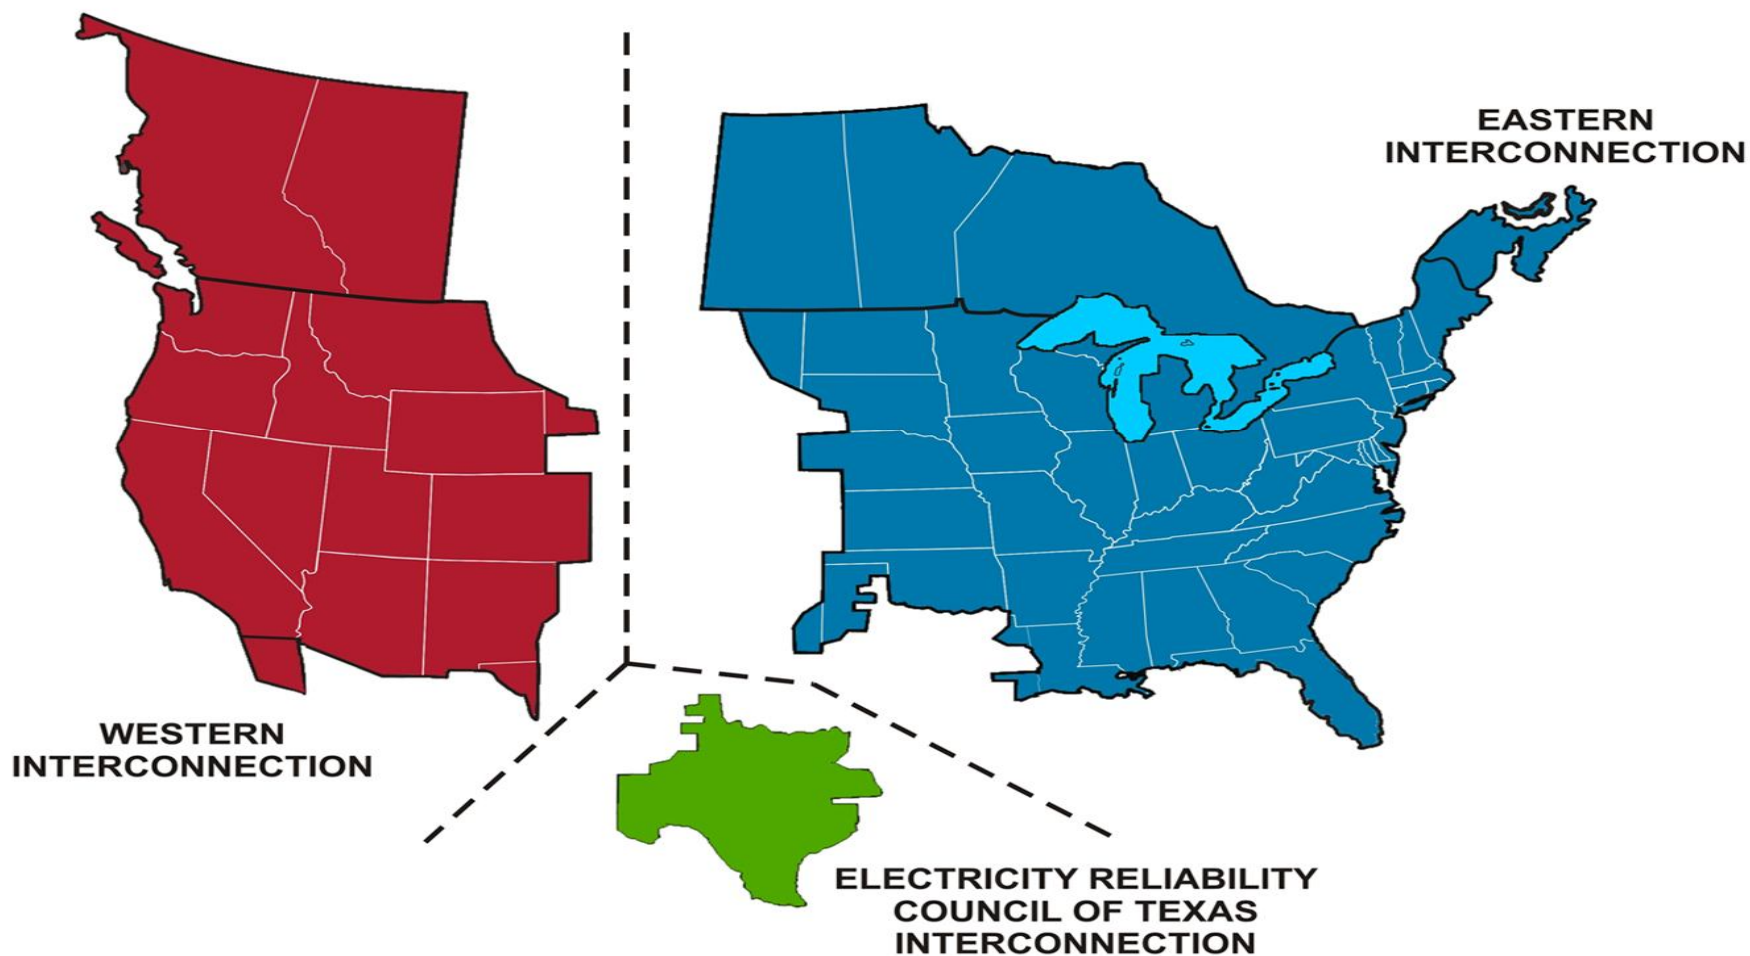 EASTERN
INTERCONNECTION
WESTERN
INTERCONNECTION
ELECTRICITY RELIABILITY
COUNCIL OF TEXAS
INTERCONNECTION